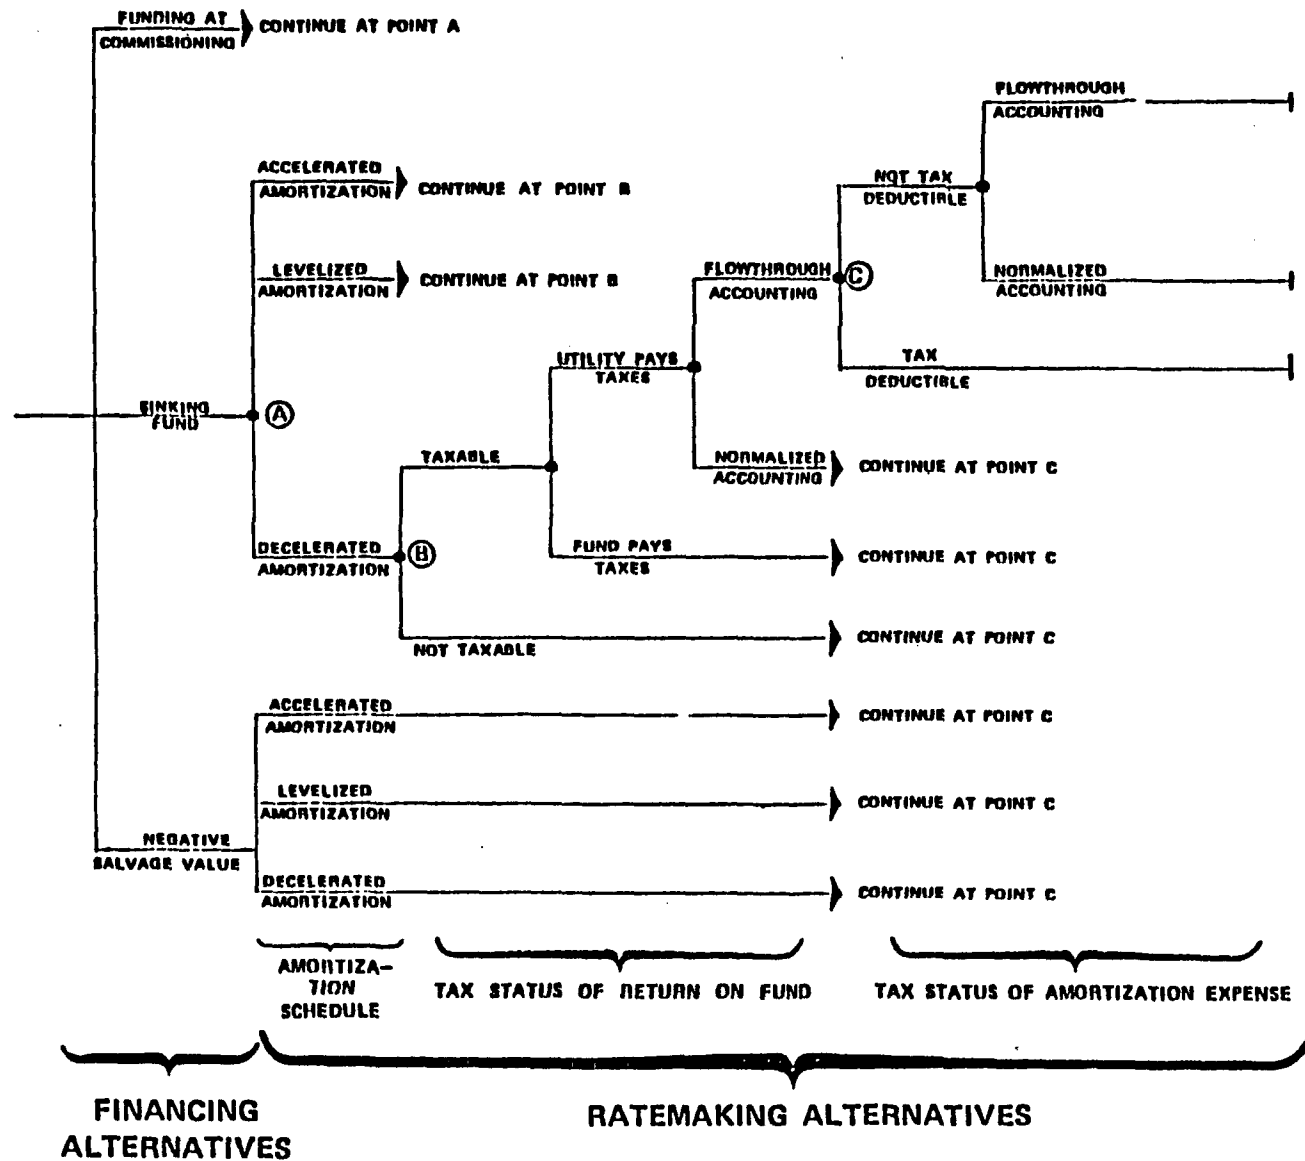 FUNDING AT
COMMISSIONING
CONTINUE AT POINT A
FLOWTHROUGH
ACCOUNTING
ACCELERATED
AMORTIZATION
CONTINUE AT POINT B
NOT TAX
DEDUCTIBLE
LEVELIZED
AMORTIZATION
CONTINUE AT POINT B
FLOWTHROUGH
ACCOUNTING
C
NORMALIZED
ACCOUNTING
UTILITY PAYS
TAXES
TAX
DEDUCTIBLE
SINKING
FUND
A
TAXABLE
NORMALIZED
ACCOUNTING
CONTINUE AT POINT C
DECELERATED
AMORTIZATION
B
FUND PAYS
TAXES
CONTINUE AT POINT C
NOT TAXABLE
CONTINUE AT POINT C
ACCELERATED
AMORTIZATION
CONTINUE AT POINT C
LEVELIZED
AMORTIZATION
CONTINUE AT POINT C
NEGATIVE
SALVAGE VALUE
DECELERATED
AMORTIZATION
CONTINUE AT POINT C
AMORTIZA–
TION
SCHEDULE
TAX STATUS OF RETURN ON FUND
TAX STATUS OF AMORTIZATION EXPENSE
FINANCING
ALTERNATIVES
RATEMAKING ALTERNATIVES